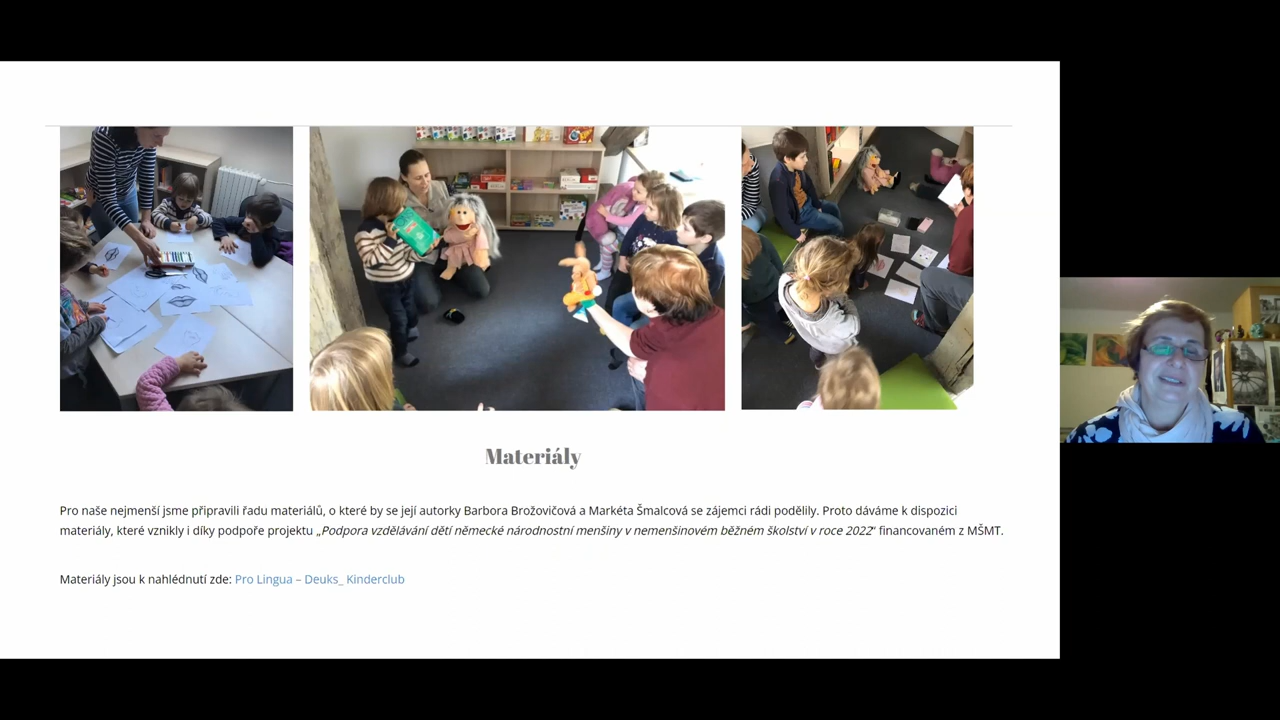 Materiály
Pro naše nejmenší jsme připravili řadu materiálů, o které by se její autorky Barbora Brožovičová a Markéta Šmalcová se zájemci rádi podělily. Proto dáváme k dispozici
materiály, které vznikly i díky podpoře projektu „Podpora vzdělávání dětí německé národnostní menšiny v nemenšinovém běžném školství v roce 2022“ financovaném z MŠMT.
Materiály jsou k nahlédnutí zde: Pro Lingua – Deuks_ Kinderclub